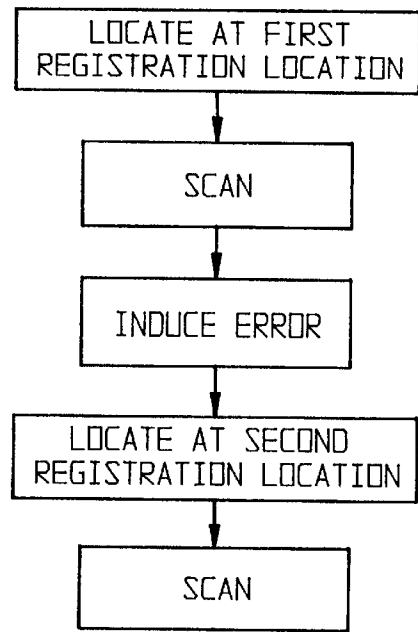 LOCATE AT FIRST
REGISTRATION LOCATION
SCAN
INDUCE ERROR
LOCATE AT SECOND
REGISTRATION LOCATION
SCAN